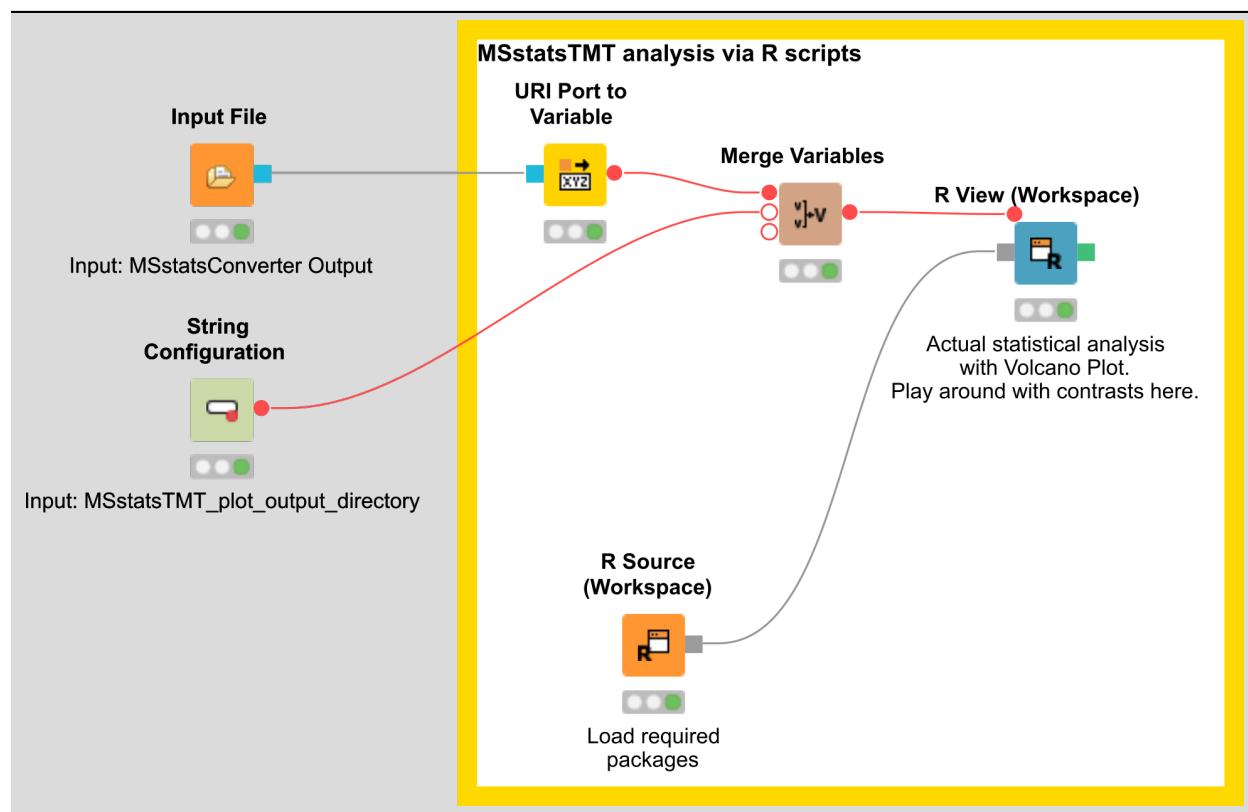 MSstatsTMT analysis via R scripts
Input File
Input: MSstatsConverter Output
String
Configuration
Input: MSstatsTMT_plot_output_directory
URI Port to
Variable
XYZ
Merge Variables
V
V
V
R View (Workspace)
R
Actual statistical analysis
with Volcano Plot.
Play around with contrasts here.
R Source
(Workspace)
R
Load required
packages